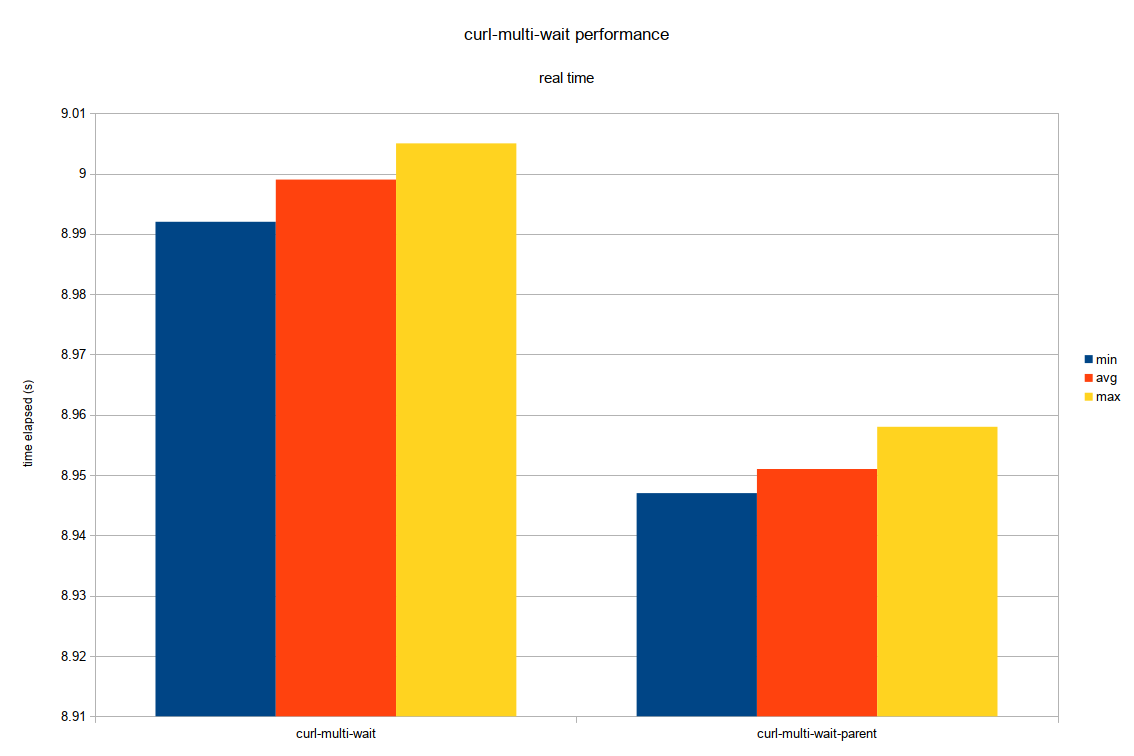 curl-multi-wait performance
real time
time elapsed (s)
9.01
9
8.99
8.98
8.97
8.96
8.95
8.94
8.93
8.92
8.91
curl-multi-wait
curl-multi-wait-parent
min
avg
max